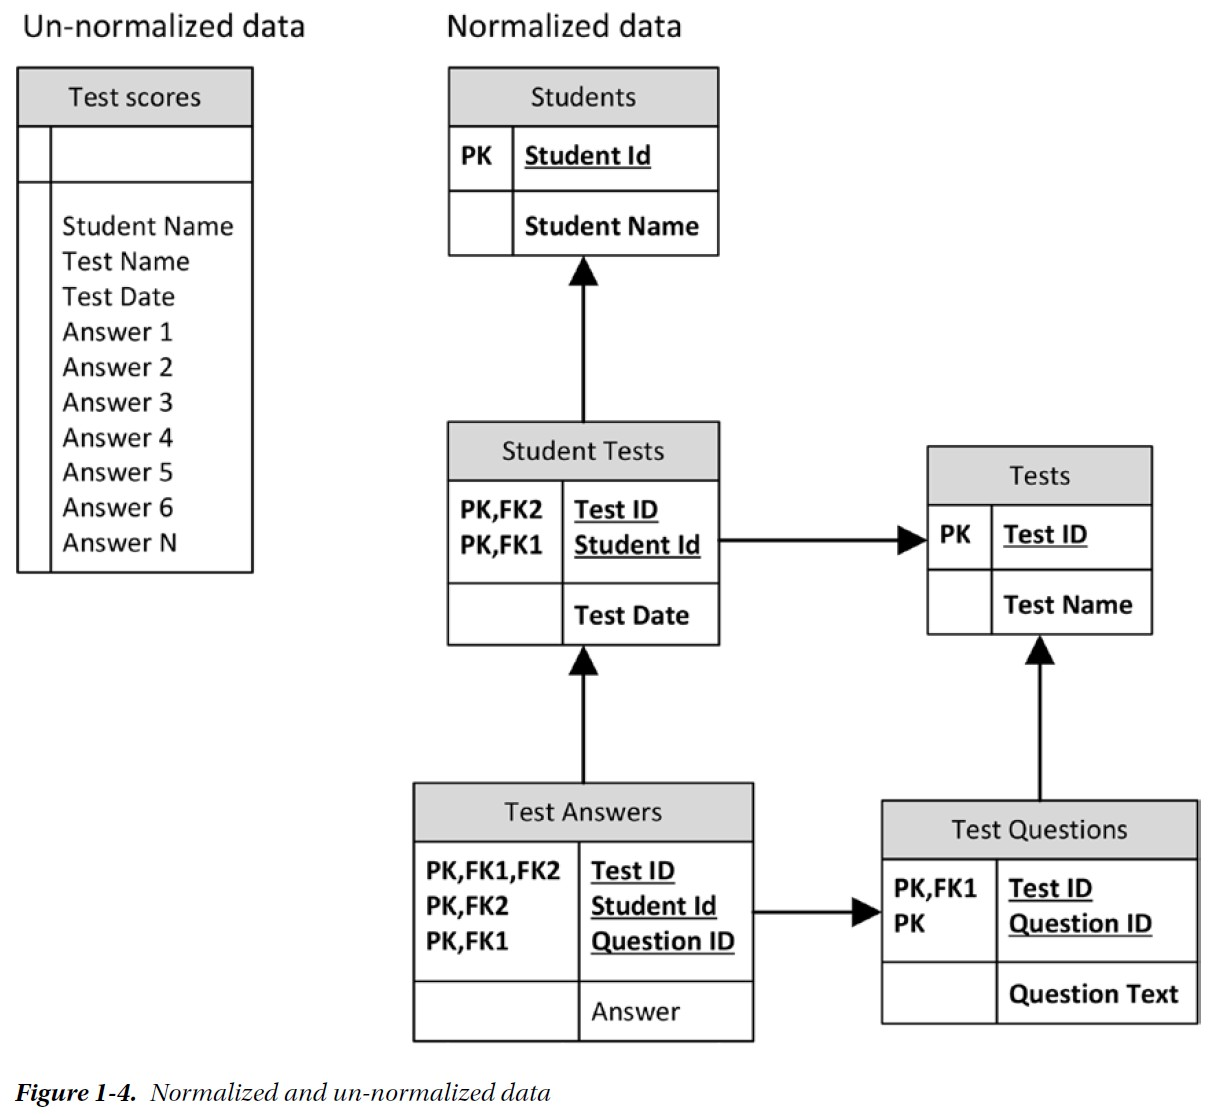 Un-normalized data
Normalized data
Test scores
Student Name
Test Name
Test Date
Answer 1
Answer 2
Answer 3
Answer 4
Answer 5
Answer 6
Answer N
Students
PK Student Id
Student Name
Student Tests
PK,FK2 Test ID
PK,FK1 Student Id
Test Date
Tests
PK Test ID
Test Name
Test Answers
PK,FK1,FK2 Test ID
PK,FK2 Student Id
PK,FK1 Question ID
Answer
Test Questions
PK,FK1 Test ID
PK Question ID
Question Text
Figure 1-4. Normalized and un-normalized data